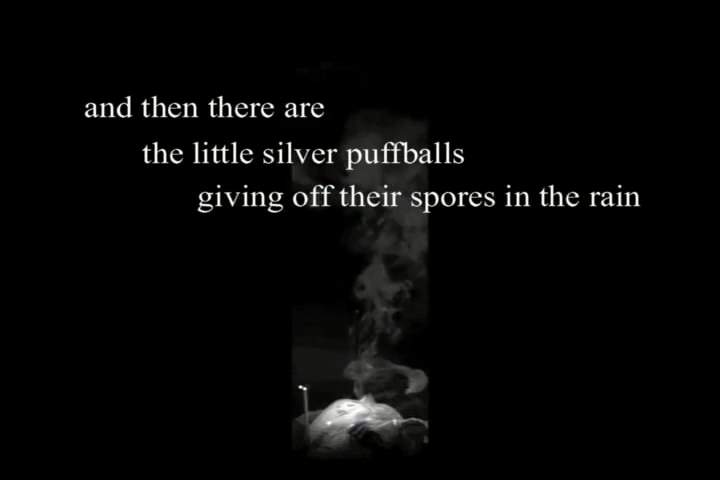 and then there are
the little silver puffballs
giving off their spores in the rain